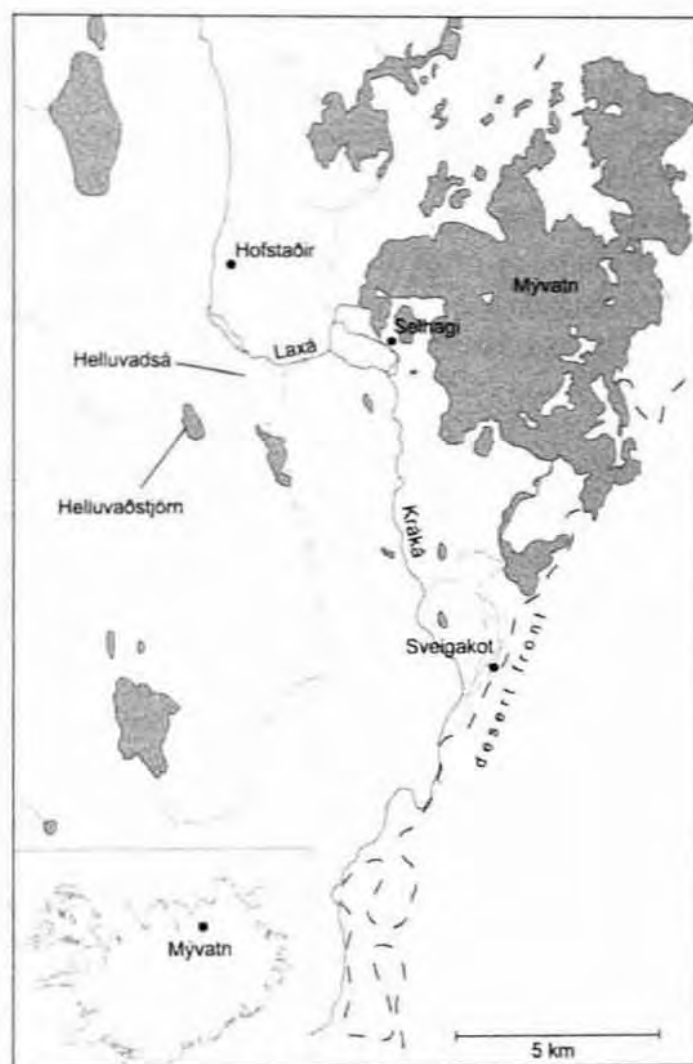 Hofstaðir
Mývatn
Selhagi
Laxá
Helluvadsá
Helluvaðstjörn
Kráká
Sveigakot
desert front
Mývatn
5 km